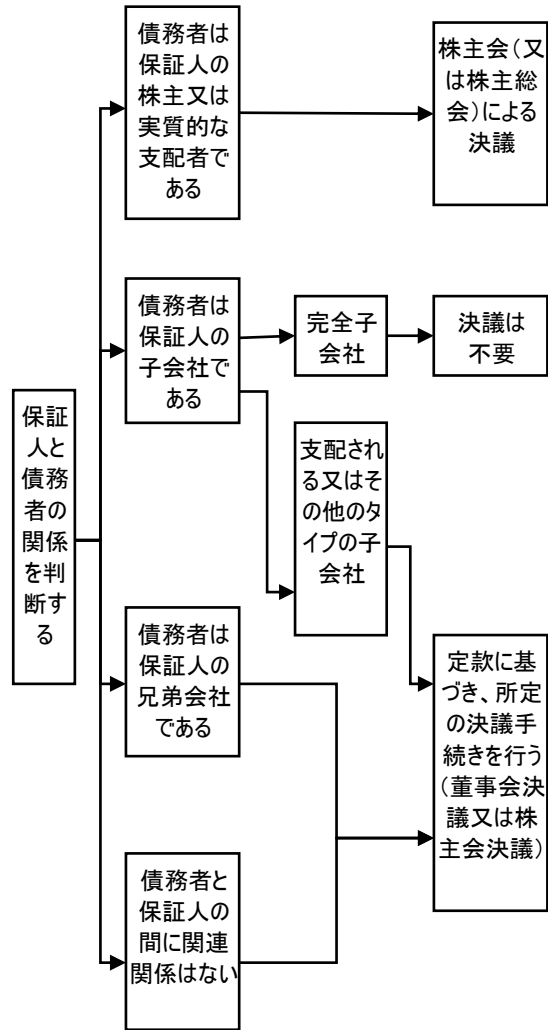 保証
人と
債務
者の
関係
を判
断す
る
債務者は
保証人の
株主又は
実質的な
支配者で
ある
株主会（又
は株主総
会）による
決議
債務者は
保証人の
子会社で
ある
完全子
会社
決議は
不要
支配され
る又はそ
の他のタ
イプの子
会社
債務者は
保証人の
兄弟会社
である
定款に基
づき、所定
の決議手
続きを行う
（董事会決
議又は株
主会決議）
債務者と
保証人の
間に関連
関係はない